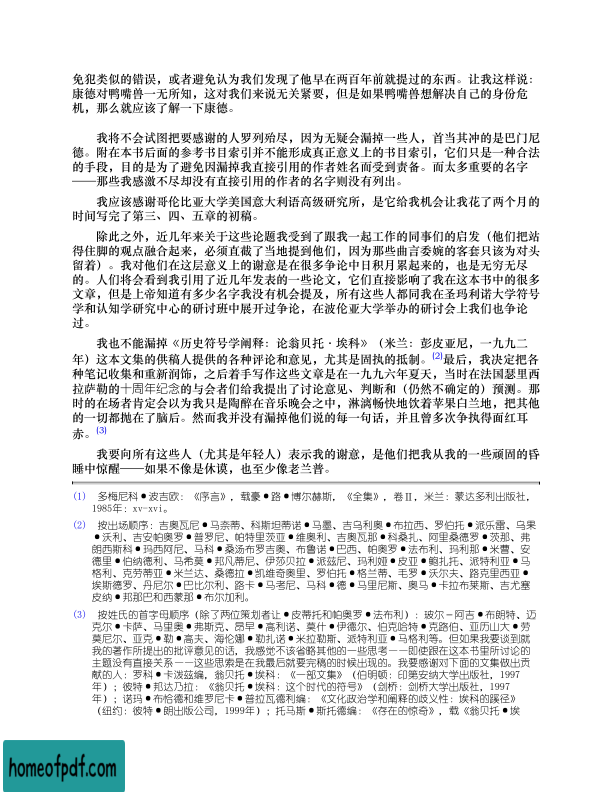 免犯类似的错误，或者避免认为我们发现了他早在两百年前就提过的东西。让我这样说：
康德对鸭嘴兽一无所知，这对我们来说无关紧要，但是如果鸭嘴兽想解决自己的身份危
机，那么就应该了解一下康德。
我将不会试图把要感谢的人罗列殆尽，因为无疑会漏掉一些人，首当其冲的是巴门尼
德。附在本书后面的参考书目索引并不能形成真正意义上的书目索引，它们只是一种合法
的手段，目的是为了避免因漏掉我直接引用的作者姓名而受到责备。而太多重要的名字
——那些我感激不尽却没有直接引用的作者的名字则没有列出。
我应该感谢哥伦比亚大学美国意大利语高级研究所，是它给我机会让我花了两个月的
时间写完了第三、四、五章的初稿。
除此之外，近几年来关于这些论题我受到了跟我一起工作的同事们的启发（他们把站
得住脚的观点融合起来，必须直截了当地提到他们，因为那些曲言委婉的客套只该为对头
留着）。我对他们在这层意义上的谢意是在很多争论中日积月累起来的，也是无穷无尽
的。人们将会看到我引用了近几年发表的一些论文，它们直接影响了我在这本书中的很多
文章，但是上帝知道有多少名字我没有机会提及，所有这些人都同我在圣玛利诺大学符号
学和认知学研究中心的研讨班中展开过争论，在波伦亚大学举办的研讨会上我们也争论
过。
我也不能漏掉《历史符号学阐释：论翁贝托·埃科》（米兰：彭皮亚尼，一九九二
年）这本文集的供稿人提供的各种评论和意见，尤其是固执的抵制。(2)最后，我决定把各
种笔记收集和重新润饰，之后着手写作这些文章是在一九九六年夏天，当时在法国瑟里西
拉萨勒的十周年纪念的与会者们给我提出了讨论意见、判断和（仍然不确定的）预测。那
时的在场者肯定会以为我只是陶醉在音乐晚会之中，淋漓畅快地饮着苹果白兰地，把其他
的一切都抛在了脑后。然而我并没有漏掉他们说的每一句话，并且曾多次争执得面红耳
赤。(3)
我要向所有这些人（尤其是年轻人）表示我的谢意，是他们把我从我的一些顽固的昏
睡中惊醒——如果不像是休谟，也至少像老兰普。
(1) 多梅尼科●波吉欧：《序言》，载豪●路●博尔赫斯，《全集》，卷Ⅱ，米兰：蒙达多利出版社，
1985年：xv-xvi。
(2) 按出场顺序：吉奥瓦尼●马奈蒂、科斯坦蒂诺●马墨、吉乌利奥●布拉西、罗伯托●派乐雷、乌果
●沃利、吉安帕奥罗●普罗尼、帕特里茨亚●维奥利、吉奥瓦那●科桑扎、阿里桑德罗●茨那、弗
朗西斯科●玛西阿尼、马科●桑汤布罗吉奥、布鲁诺●巴西、帕奥罗●法布利、玛利那●米曹、安
德里●伯纳德利、马希莫●邦凡蒂尼、伊莎贝拉●派兹尼、玛利娅●皮亚●鲍扎托、派特利亚●马
格利、克劳蒂亚●米兰达、桑德拉●凯维奇奥里、罗伯托●格兰蒂、毛罗●沃尔夫、路克里西亚●
埃斯德罗、丹尼尔●巴比尔利、路卡●马老尼、马科●德●马里尼斯、奥马●卡拉布莱斯、吉尤塞
皮纳●邦那巴和西蒙那●布尔加利。
(3) 按姓氏的首字母顺序（除了两位策划者让●皮蒂托和帕奥罗●法布利）：玻尔－阿吉●布朗特、迈
克尔●卡萨、马里奥●弗斯克、昂早●高利诺、莫什●伊德尔、伯克哈特●克路伯、亚历山大●劳
莫尼尔、亚克●勒●高夫、海伦娜●勒扎诺●米拉勒斯、派特利亚●马格利等。但如果我要谈到就
我的著作所提出的批评意见的话，我感觉不该省略其他的一些思考——即使跟在这本书里所讨论的
主题没有直接关系——这些思索是在我最后就要完稿的时候出现的。我要感谢对下面的文集做出贡
献的人：罗科●卡泼兹编，翁贝托●埃科：《一部文集》（伯明顿：印第安纳大学出版社，1997
年）；彼特●邦达乃拉：《翁贝托●埃科：这个时代的符号》（剑桥：剑桥大学出版社，1997
年）；诺玛●布恰德和维罗尼卡●普拉瓦德利编：《文化政治学和阐释的歧义性：埃科的蹊径》
（纽约：彼特●朗出版公司，1999年）；托马斯●斯托德编：《存在的惊奇》，载《翁贝托●埃
homeofpdf.com